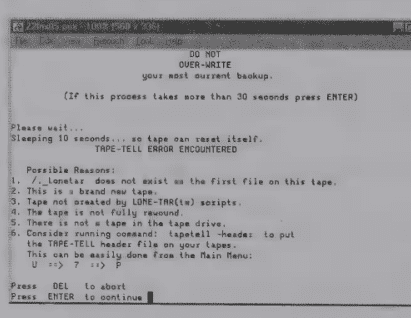 DO NOT
OVER-WRITE
your most current backup.
(If this process takes more than 30 seconds press ENTER)
Please wait...
Sleeping 10 seconds... so tape can reset itself.
TAPE-TELL ERROR ENCOUNTERED
Possible Reasons:
1. /._Lonetar does not exist as the first file on this tape.
2. This is a brand new tape.
3. Tape not created by LONE-TAR(tm) scripts.
4. The tape is not fully rewound.
5. There is not a tape in the tape drive.
6. Consider running command: tapetell -header to put
the TAPE-TELL header file on your tapes.
This can be easily done from the Main Menu:
U ==> 7 ==> P
Press DEL to abort
Press ENTER to continue